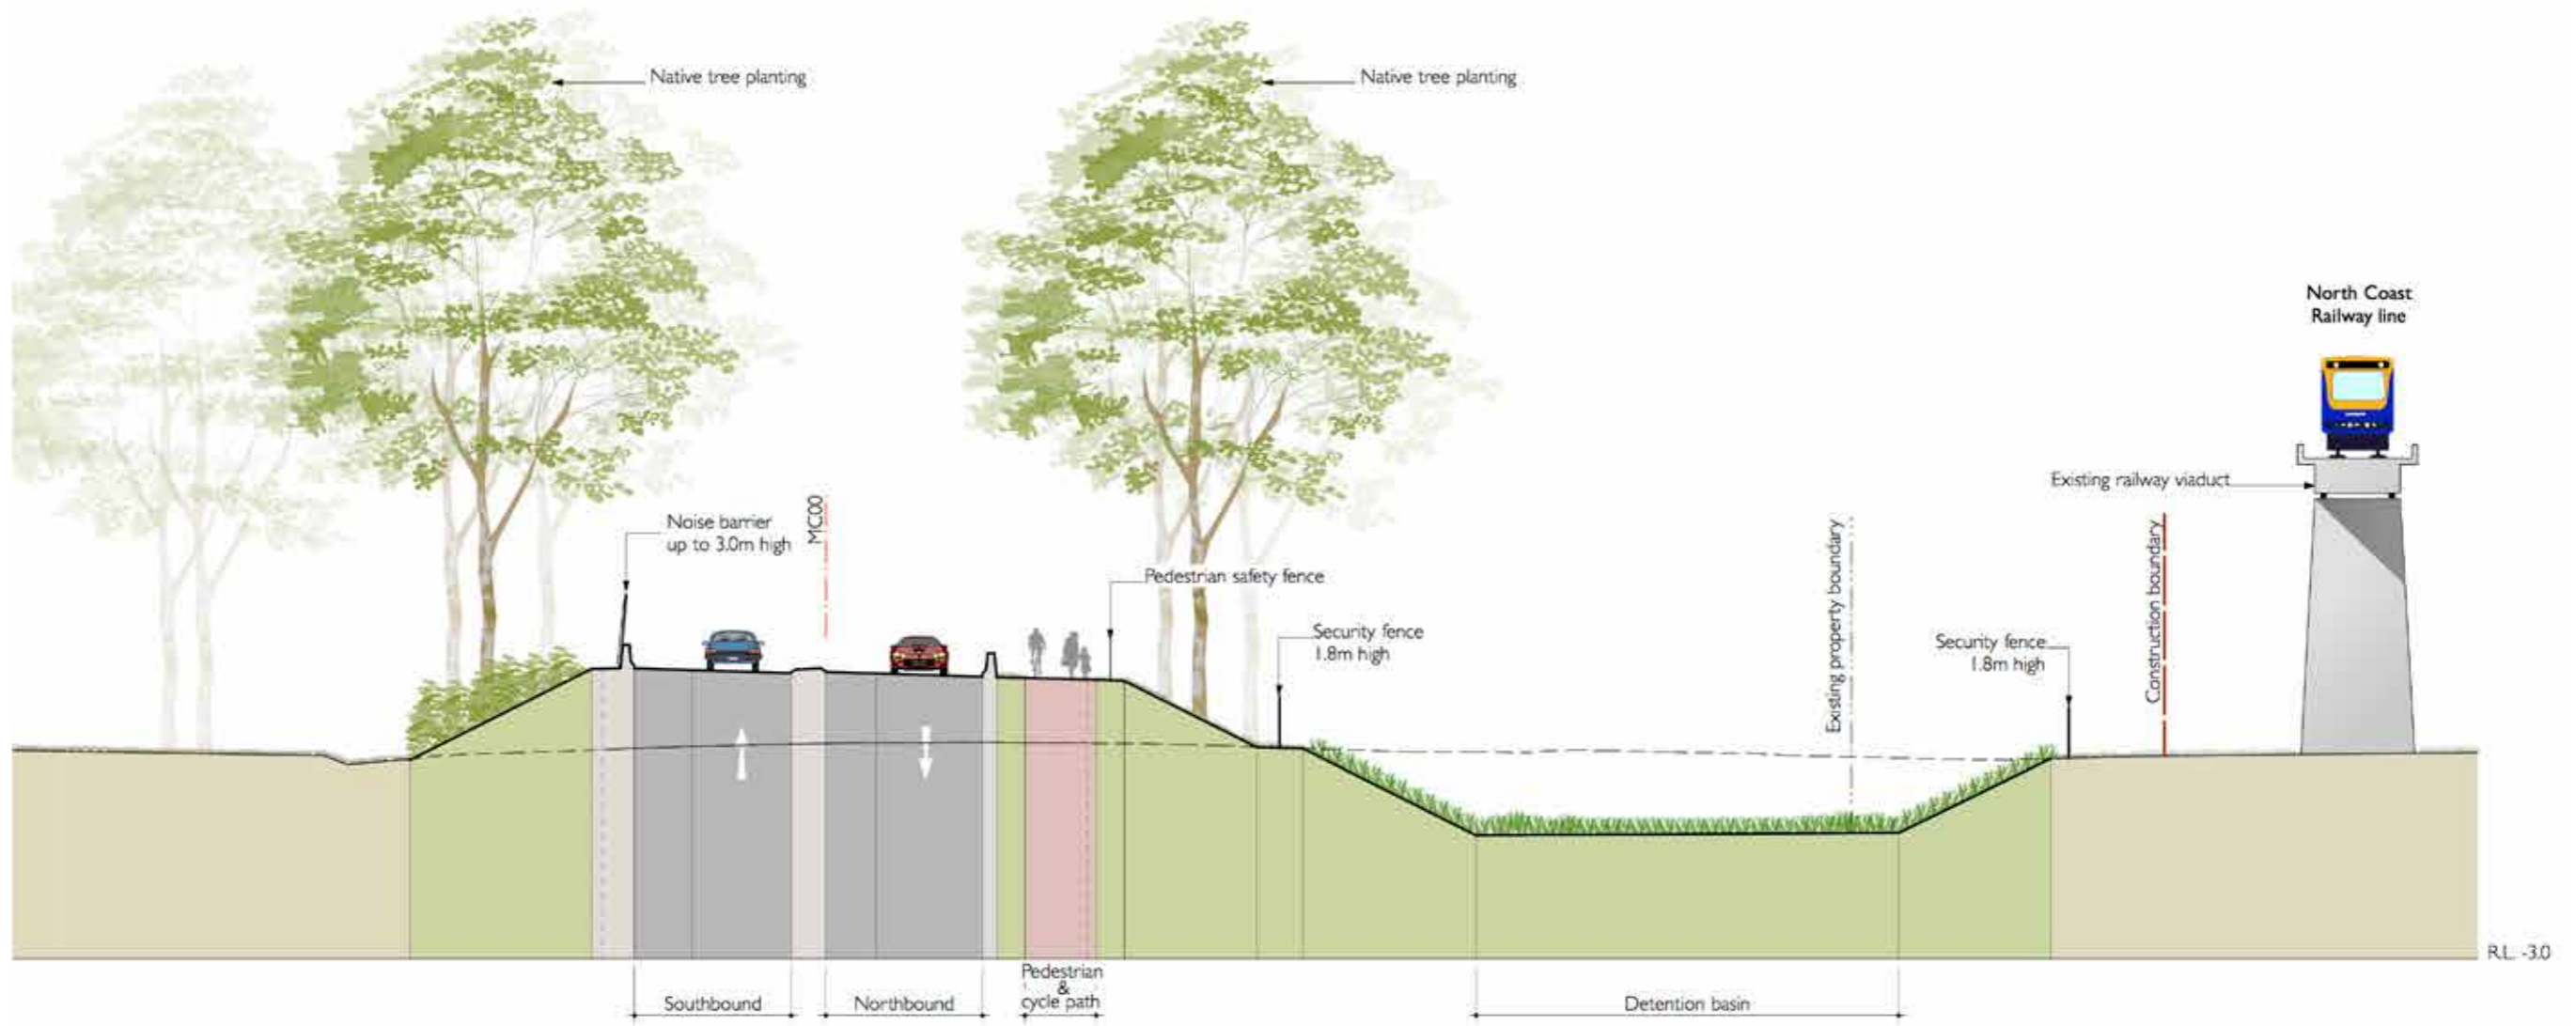 Native tree planting
Native tree planting
North Coast
Railway line
Existing railway viaduct
MC00
Noise barrier
up to 3.0m high
Existing property boundary
Construction boundary
Pedestrian safety fence
Security fence
1.8m high
Security fence
1.8m high
R.L. -3.0
Southbound
Northbound
Pedestrian
&
cycle path
Detention basin